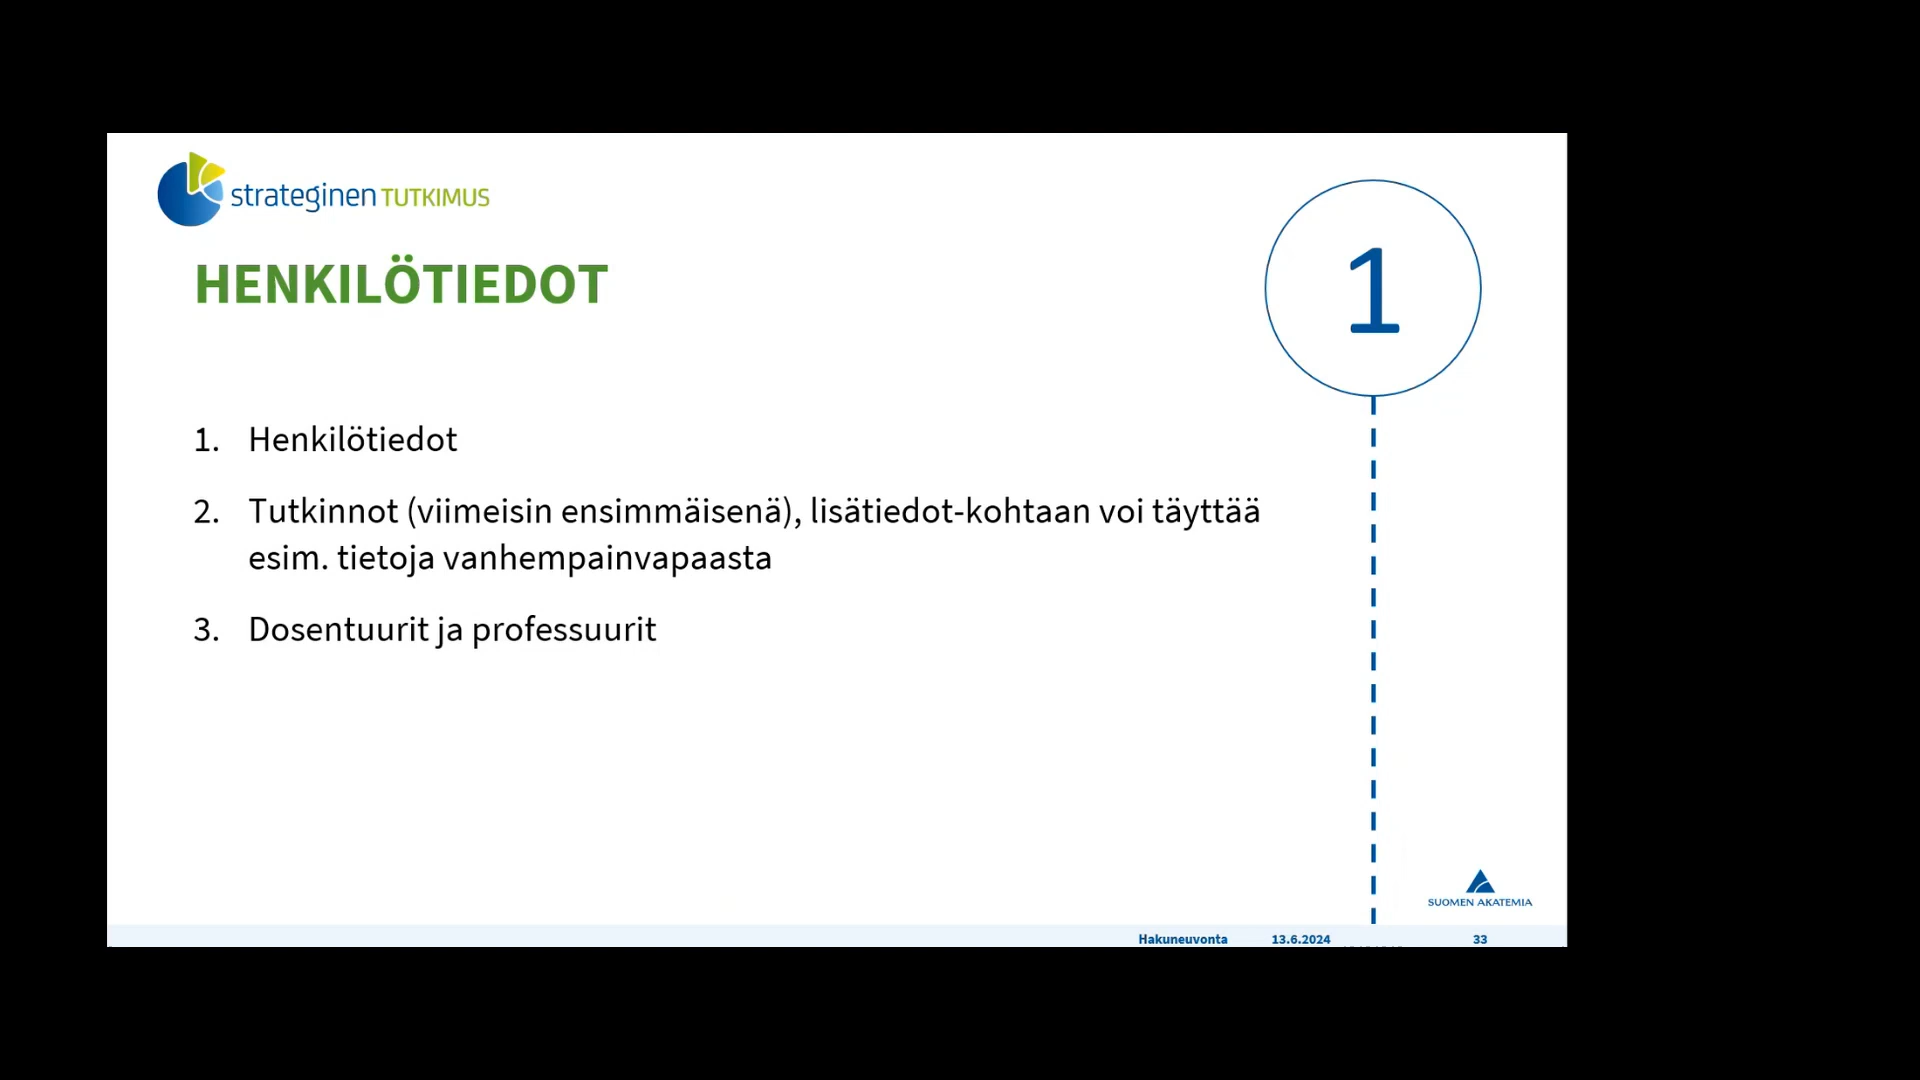 strateginen TUTKIMUS
HENKILÖTIEDOT
1
1. Henkilötiedot
2. Tutkinnot (viimeisin ensimmäisenä), lisätiedot-kohtaan voi täyttää
esim. tietoja vanhempainvapaasta
3. Dosentuurit ja professuurit
SUOMEN AKATEMIA
Hakuneuvonta 13.6.2024 33